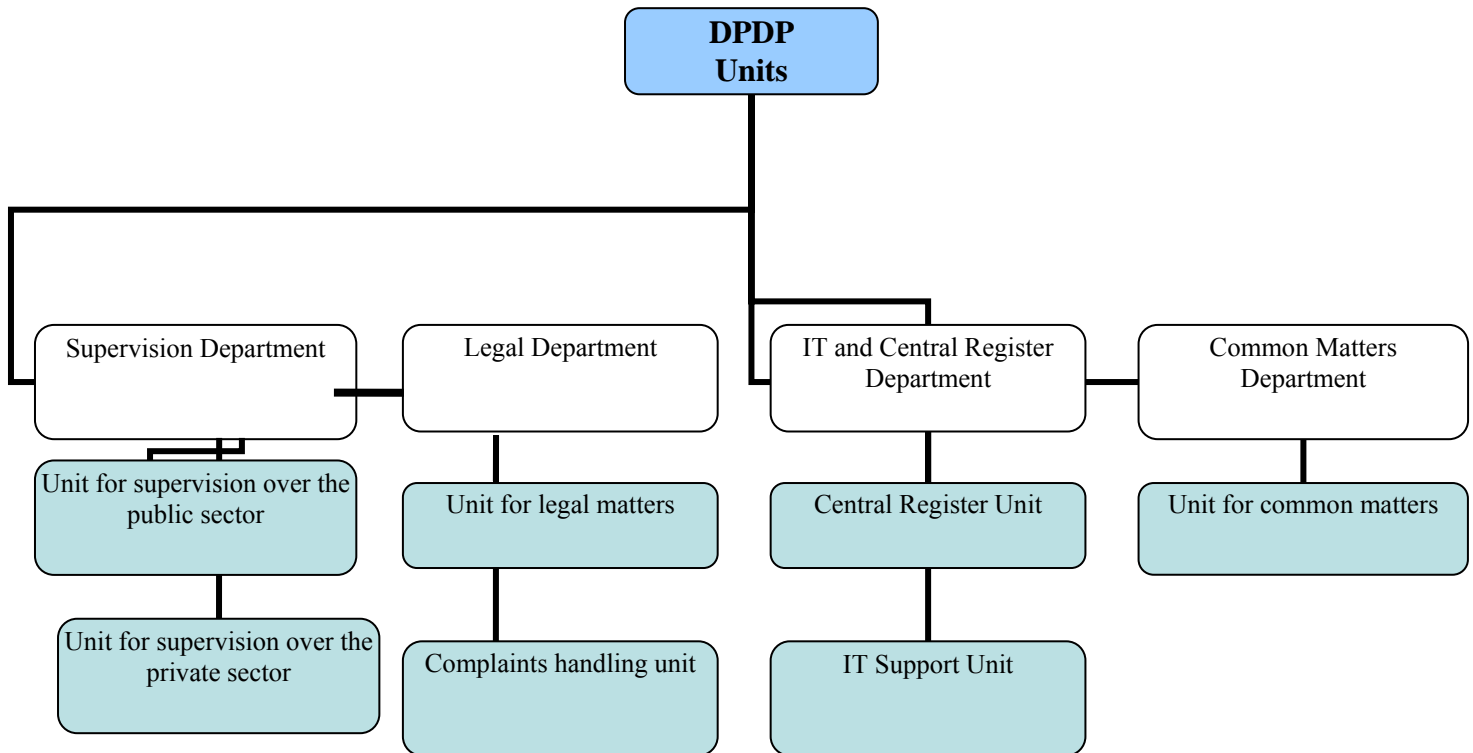 DPDP
Units
Supervision Department
Legal Department
IT and Central Register
Department
Common Matters
Department
Unit for supervision over the
public sector
Unit for legal matters
Central Register Unit
Unit for common matters
Unit for supervision over the
private sector
Complaints handling unit
IT Support Unit